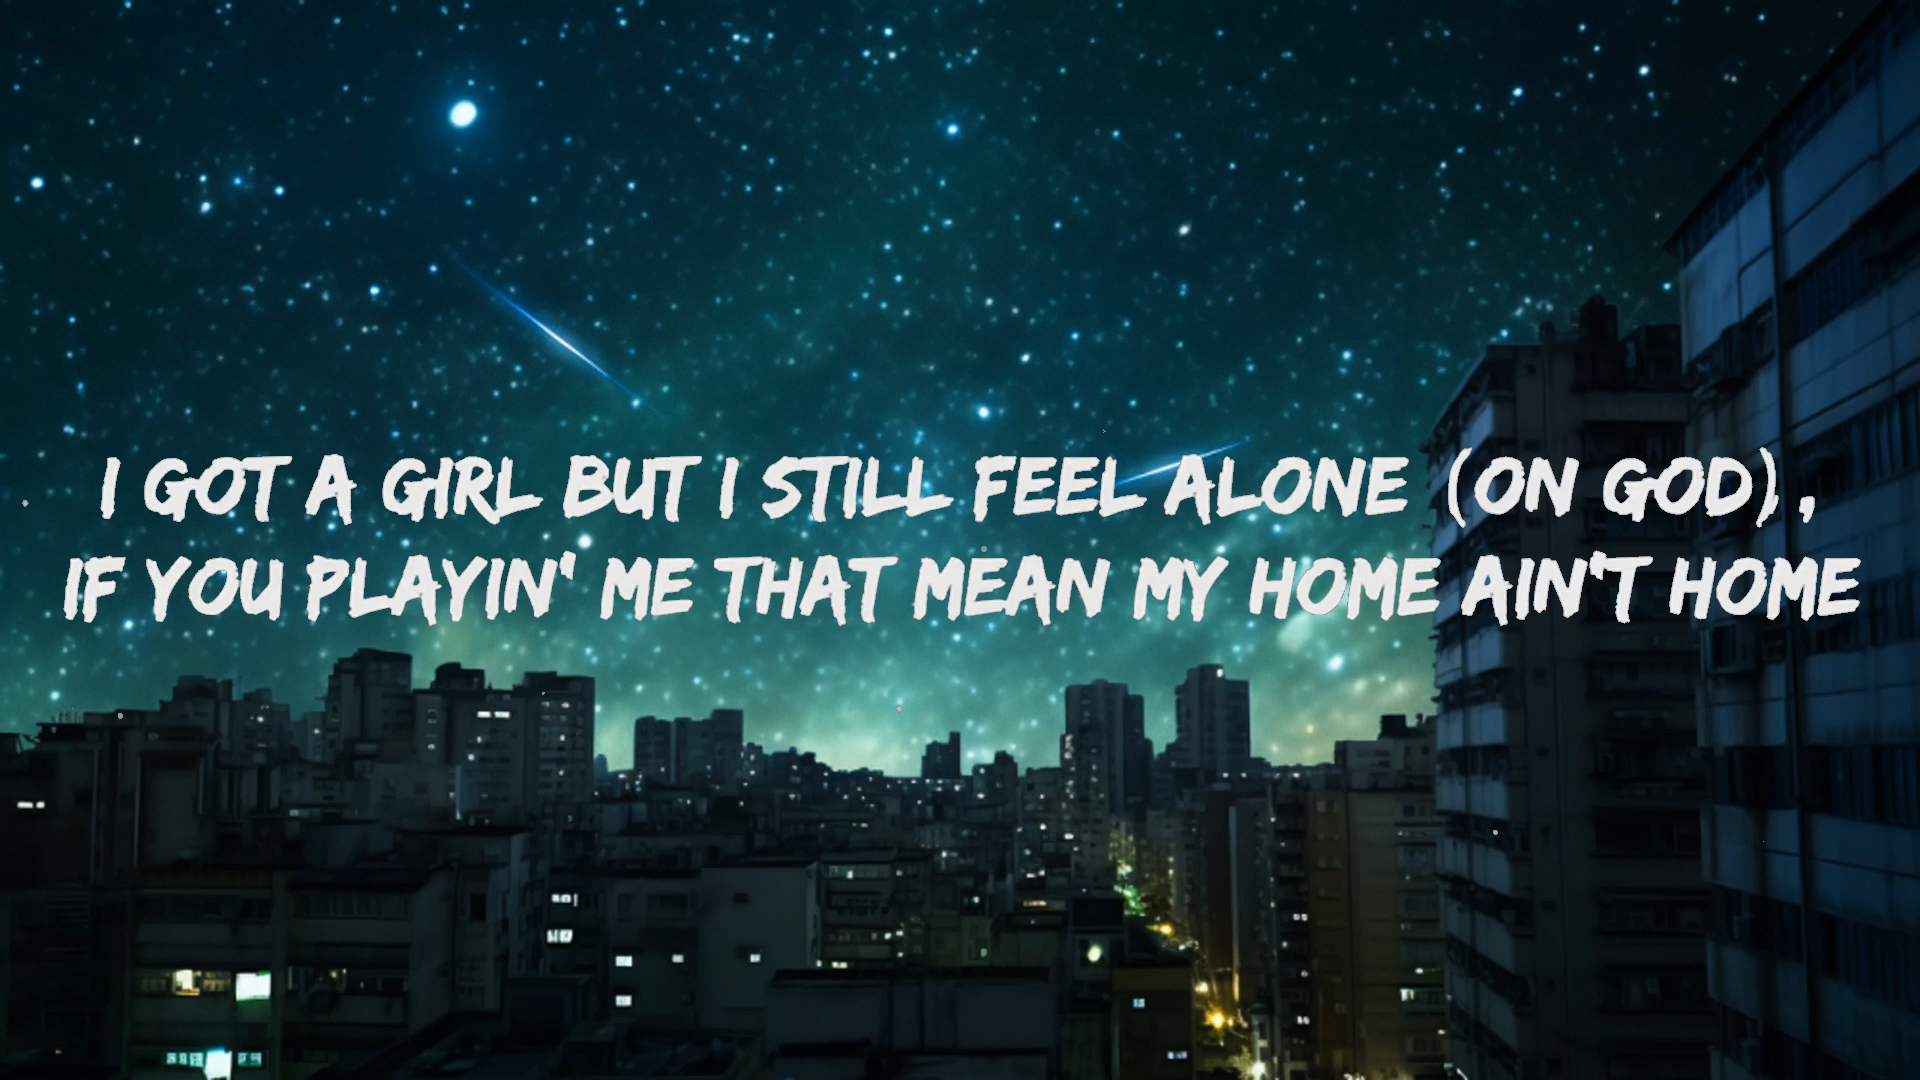 I GOT A GIRL BUT I STILL FEEL ALONE (ON GOD),
IF YOU PLAYIN' ME THAT MEAN MY HOME AIN'T HOME